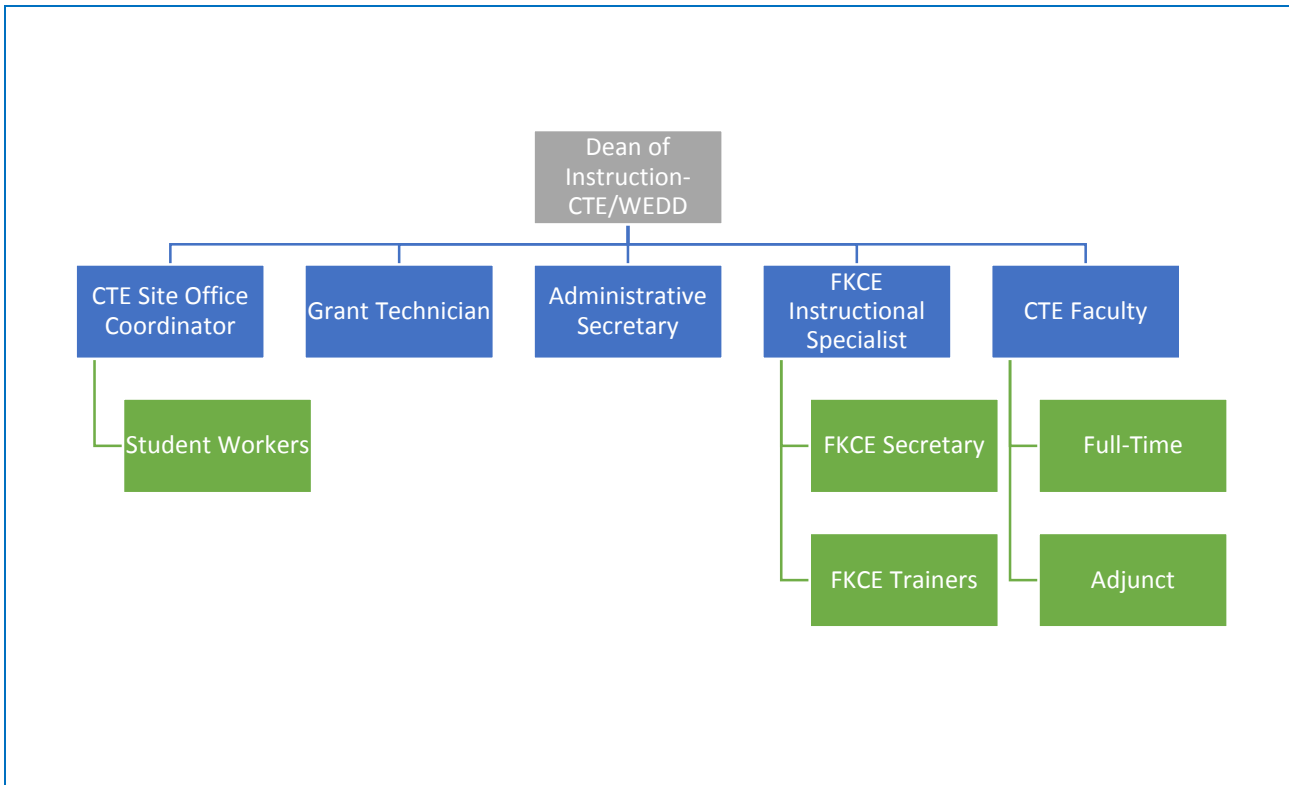 Dean of
Instruction-
CTE/WEDD
CTE Site Office
Coordinator
Grant Technician
Administrative
Secretary
FKCE
Instructional
Specialist
CTE Faculty
Student Workers
FKCE Secretary
Full-Time
FKCE Trainers
Adjunct